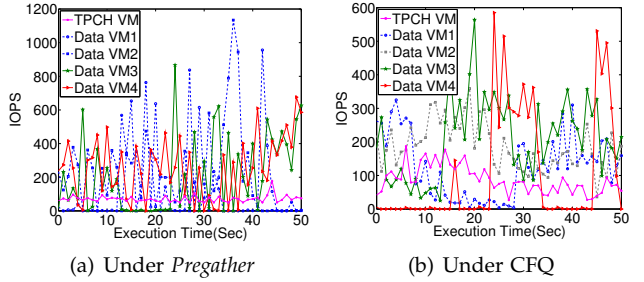 1200
1000
800
600
400
200
0
IOPS
TPCH VM
Data VM1
Data VM2
Data VM3
Data VM4
0 10 20 30 40 50
Execution Time(Sec)
(a) Under Pregather
600
500
400
300
200
100
0
IOPS
TPCH VM
Data VM1
Data VM2
Data VM3
Data VM4
0 10 20 30 40 50
Execution Time(Sec)
(b) Under CFQ